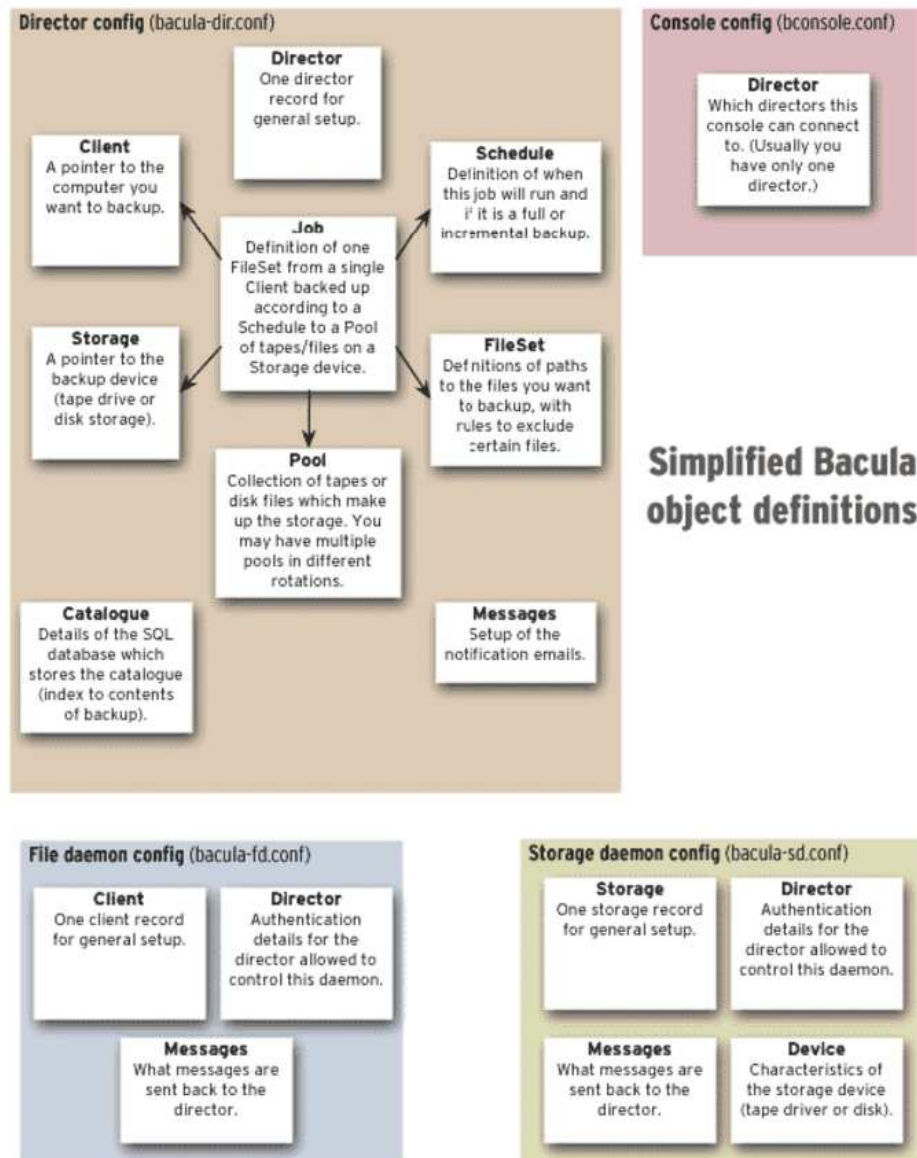 Director config (bacula-dir.conf)
Director
One director
record for
general setup.
Client
A pointer to the
computer you
want to backup.
Schedule
Definition of when
this job will run and
if it is a full or
incremental backup.
Job
Definition of one
FileSet from a single
Client backed up
according to a
Schedule to a Pool
of tapes/files on a
Storage device.
Storage
A pointer to the
backup device
(tape drive or
disk storage).
FileSet
Definitions of paths
to the files you want
to backup, with
rules to exclude
certain files.
Pool
Collection of tapes or
disk files which make
up the storage. You
may have multiple
pools in different
rotations.
Catalogue
Details of the SQL
database which
stores the catalogue
(index to contents
of backup).
Messages
Setup of the
notification emails.
Console config (bconsole.conf)
Director
Which directors this
console can connect
to. (Usually you
have only one
director.)
Simplified Bacula
object definitions
File daemon config (bacula-fd.conf)
Client
One client record
for general setup.
Director
Authentication
details for the
director allowed to
control this daemon.
Messages
What messages are
sent back to the
director.
Storage daemon config (bacula-sd.conf)
Storage
One storage record
for general setup.
Director
Authentication
details for the
director allowed to
control this daemon.
Messages
What messages are
sent back to the
director.
Device
Characteristics of
the storage device
(tape driver or disk).